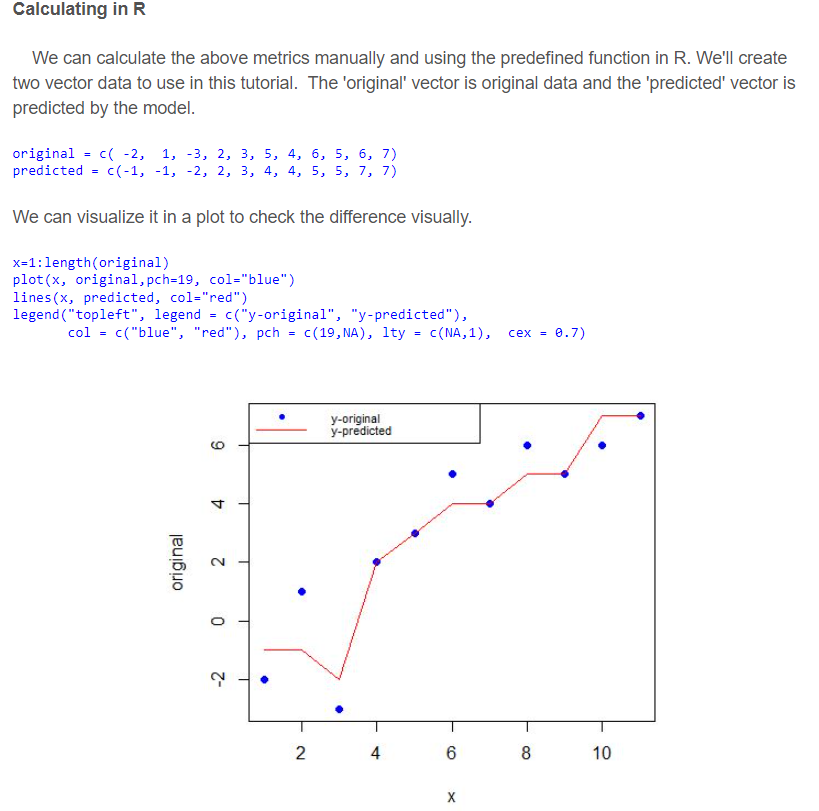 Calculating in R
We can calculate the above metrics manually and using the predefined function in R. We'll create
two vector data to use in this tutorial.  The 'original' vector is original data and the 'predicted' vector is
predicted by the model.
original = c( -2,  1, -3, 2, 3, 5, 4, 6, 5, 6, 7)
predicted = c(-1, -1, -2, 2, 3, 4, 4, 5, 5, 7, 7)
We can visualize it in a plot to check the difference visually.
x=1:length(original)
plot(x, original,pch=19, col="blue")
lines(x, predicted, col="red")
legend("topleft", legend = c("y-original", "y-predicted"),
       col = c("blue", "red"), pch = c(19,NA), lty = c(NA,1),  cex = 0.7)
y-original
y-predicted
6
4
2
0
-2
original
2 4 6 8 10
x